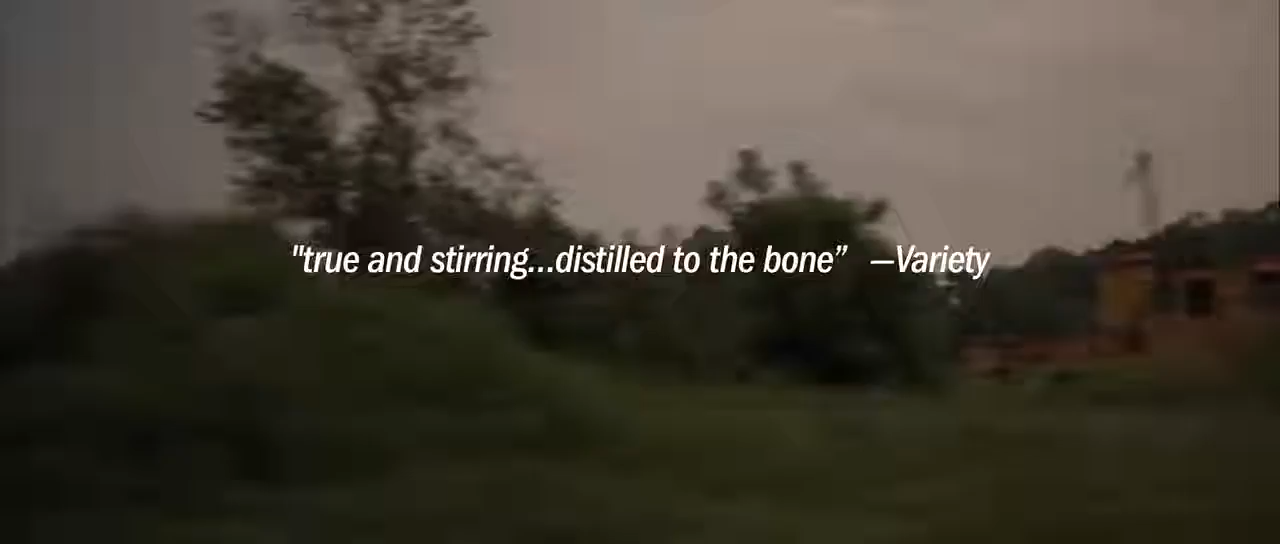 "true and stirring...distilled to the bone” —Variety